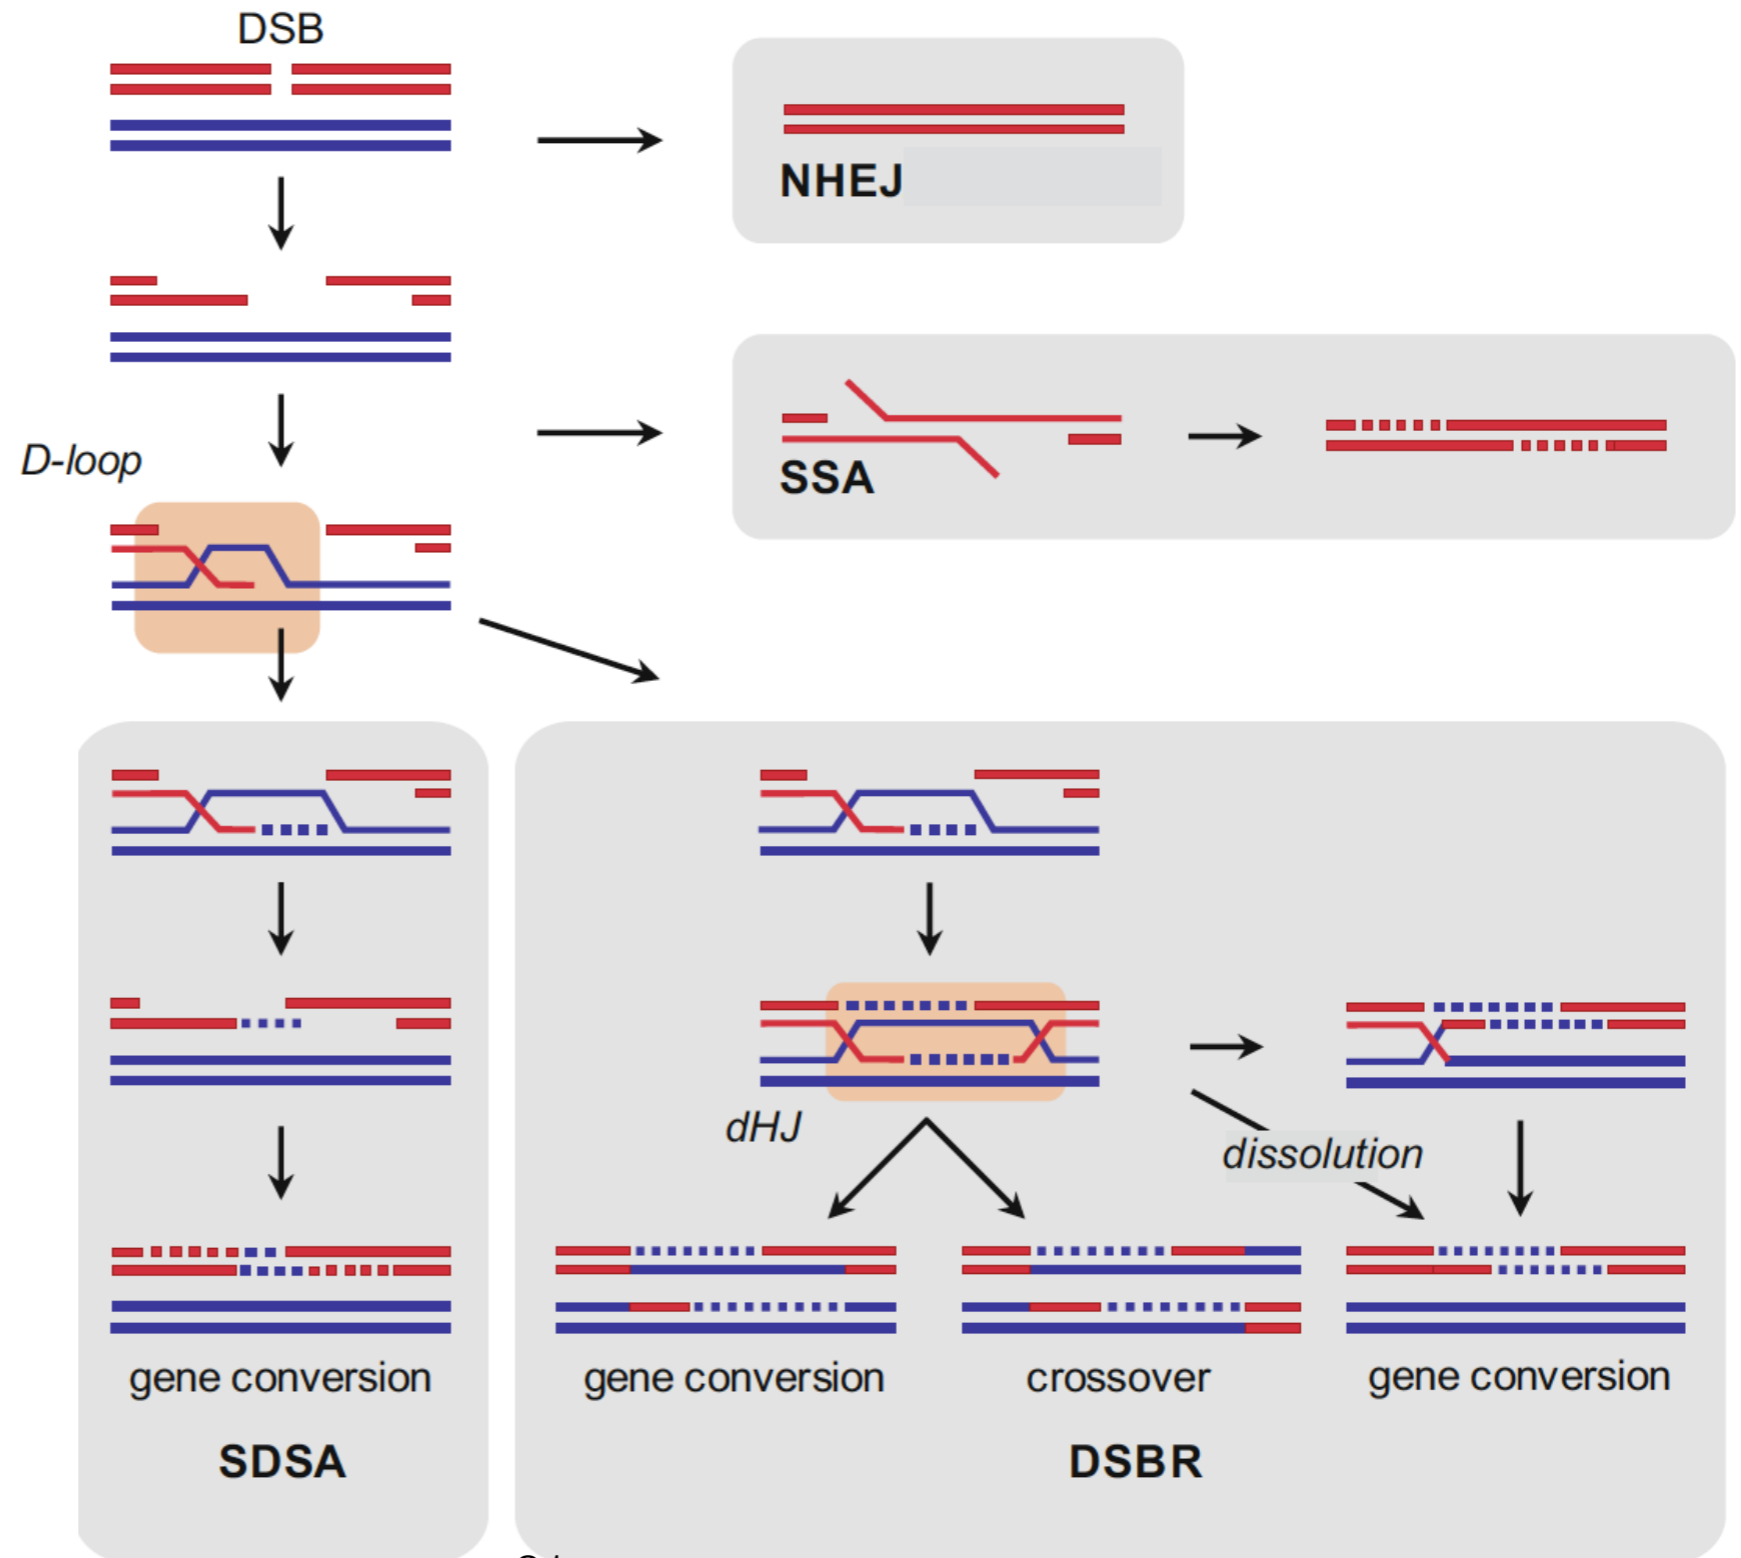 DSB
NHEJ
D-loop
SSA
dHJ
dissolution
gene conversion
gene conversion
crossover
gene conversion
SDSA
DSBR